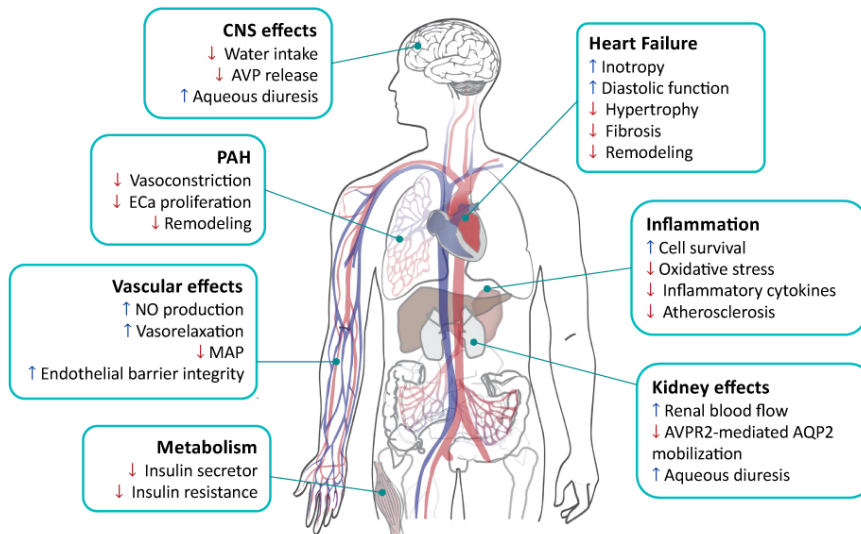 CNS effects
↓ Water intake
↓ AVP release
↑ Aqueous diuresis
Heart Failure
↑ Inotropy
↑ Diastolic function
↓ Hypertrophy
↓ Fibrosis
↓ Remodeling
PAH
↓ Vasoconstriction
↓ ECa proliferation
↓ Remodeling
Inflammation
↑ Cell survival
↓ Oxidative stress
↓ Inflammatory cytokines
↓ Atherosclerosis
Vascular effects
↑ NO production
↑ Vasorelaxation
↓ MAP
↑ Endothelial barrier integrity
Kidney effects
↑ Renal blood flow
↓ AVPR2-mediated AQP2
mobilization
↑ Aqueous diuresis
Metabolism
↓ Insulin secretor
↓ Insulin resistance